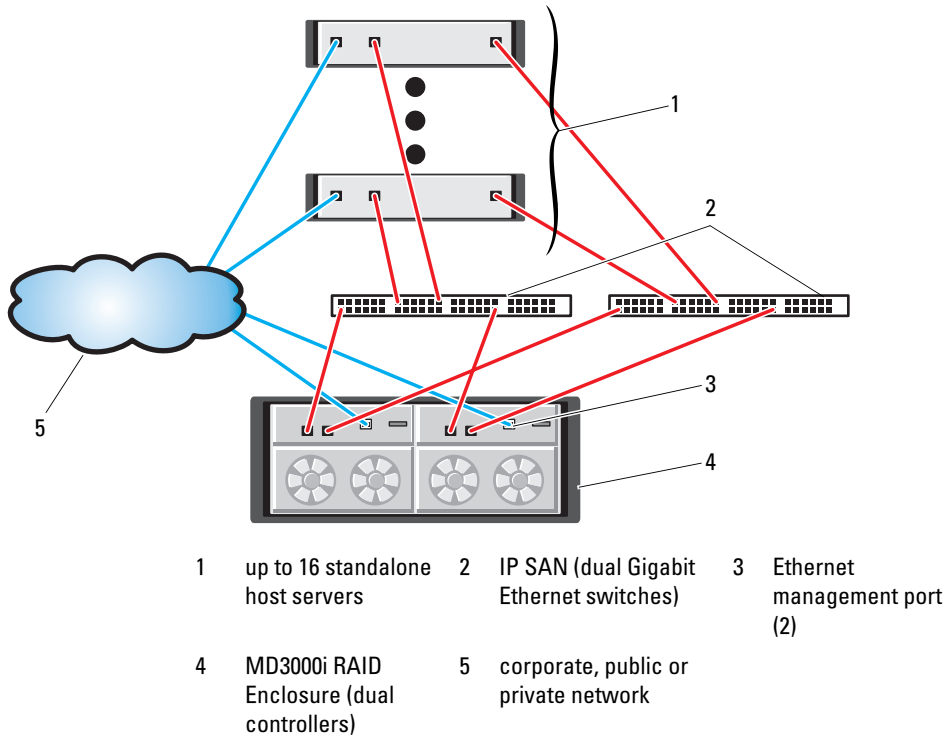 1
2
3
4
5
1 up to 16 standalone
host servers
2 IP SAN (dual Gigabit
Ethernet switches)
3 Ethernet
management port
(2)
4 MD3000i RAID
Enclosure (dual
controllers)
5 corporate, public or
private network